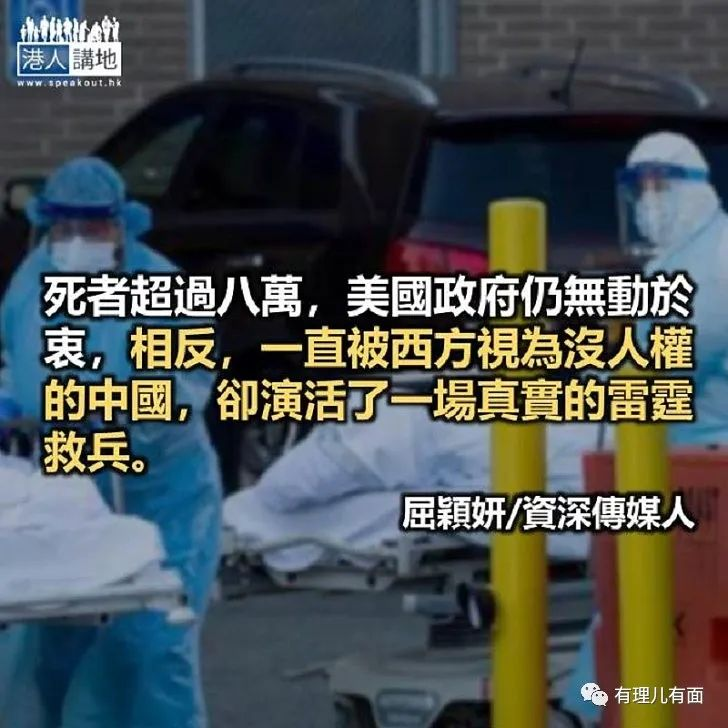 港人講地
www.speakout.hk
死者超過八萬，美國政府仍無動於
衷，相反，一直被西方視為沒人權
的中國，卻演活了一場真實的雷霆
救兵。
屈穎妍/資深傳媒人
有理儿有面